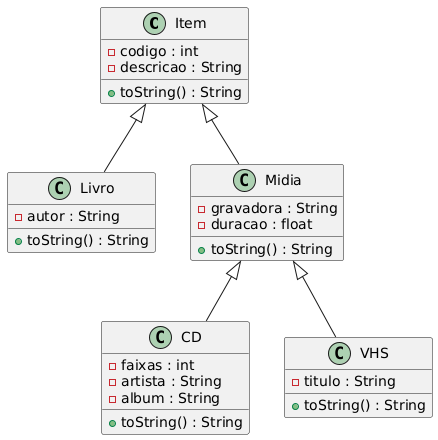 C Item
codigo : int
descricao : String
toString() : String
C Livro
autor : String
toString() : String
C Midia
gravadora : String
duracao : float
toString() : String
C CD
faixas : int
artista : String
album : String
toString() : String
C VHS
titulo : String
toString() : String